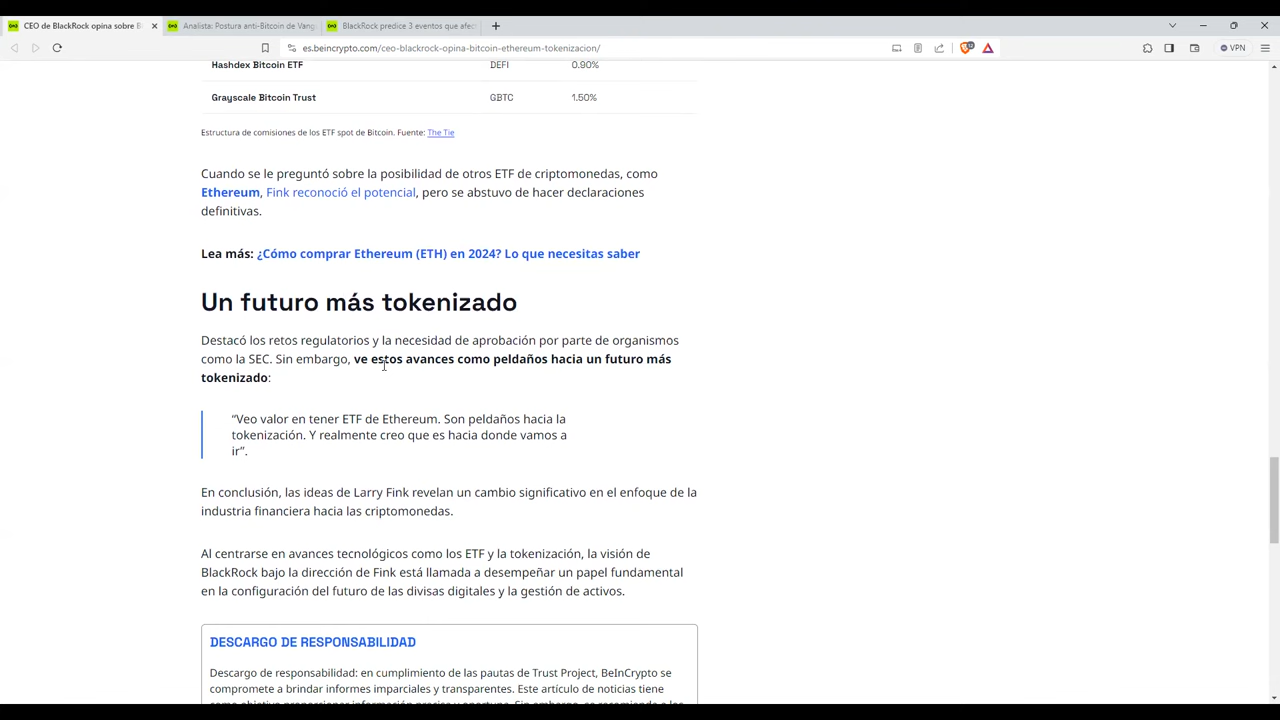 CEO de BlackRock opina sobre B
Analista: Postura anti-Bitcoin de Vang
BlackRock predice 3 eventos que afec
es.beincrypto.com/ceo-blackrock-opina-bitcoin-ethereum-tokenizacion/
VPN
Hashdex Bitcoin ETF DEFI 0.90%
Grayscale Bitcoin Trust GBTC 1.50%
Estructura de comisiones de los ETF spot de Bitcoin. Fuente: The Tie
Cuando se le preguntó sobre la posibilidad de otros ETF de criptomonedas, como
Ethereum, Fink reconoció el potencial, pero se abstuvo de hacer declaraciones
definitivas.
Lea más: ¿Cómo comprar Ethereum (ETH) en 2024? Lo que necesitas saber
Un futuro más tokenizado
Destacó los retos regulatorios y la necesidad de aprobación por parte de organismos
como la SEC. Sin embargo, ve estos avances como peldaños hacia un futuro más
tokenizado:
“Veo valor en tener ETF de Ethereum. Son peldaños hacia la
tokenización. Y realmente creo que es hacia donde vamos a
ir”.
En conclusión, las ideas de Larry Fink revelan un cambio significativo en el enfoque de la
industria financiera hacia las criptomonedas.
Al centrarse en avances tecnológicos como los ETF y la tokenización, la visión de
BlackRock bajo la dirección de Fink está llamada a desempeñar un papel fundamental
en la configuración del futuro de las divisas digitales y la gestión de activos.
DESCARGO DE RESPONSABILIDAD
Descargo de responsabilidad: en cumplimiento de las pautas de Trust Project, BeInCrypto se
compromete a brindar informes imparciales y transparentes. Este artículo de noticias tiene